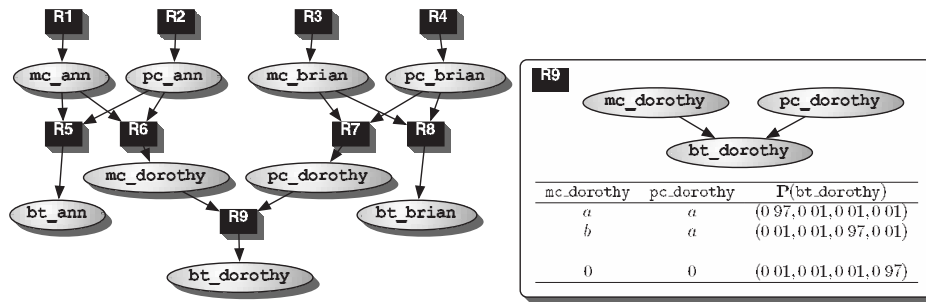 R1 R2 R3 R4
mc_ann pc_ann mc_brian pc_brian
R5 R6 R7 R8
mc_dorothy pc_dorothy
bt_ann R9 bt_brian
bt_dorothy
R9
mc_dorothy pc_dorothy
bt_dorothy
mc_dorothy pc_dorothy P(bt_dorothy)
a a (0 97, 0 01, 0 01, 0 01)
b a (0 01, 0 01, 0 97, 0 01)
0 0 (0 01, 0 01, 0 01, 0 97)